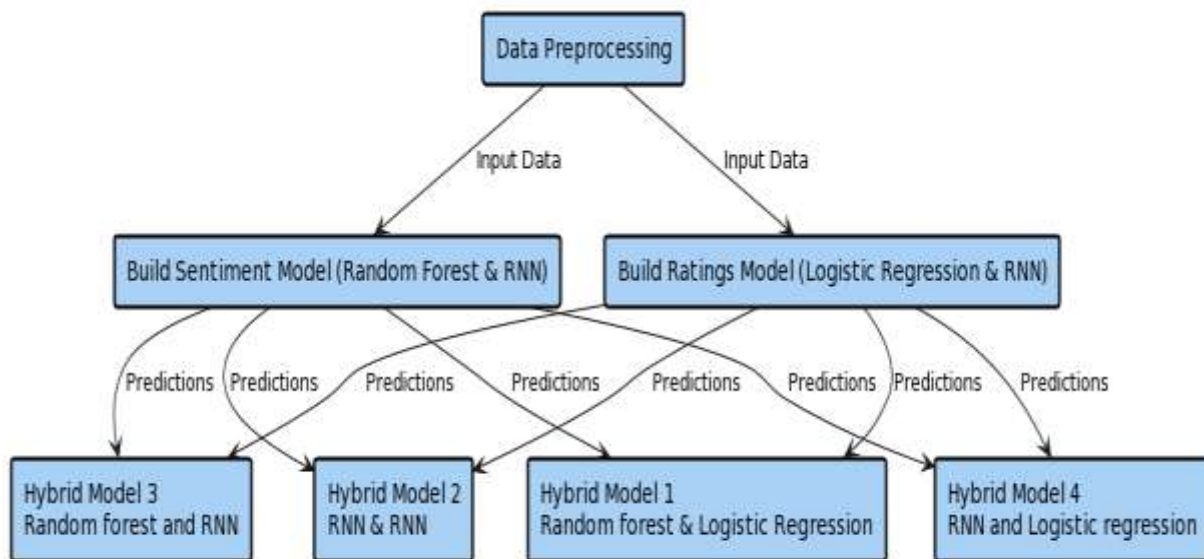 Data Preprocessing
Input Data
Input Data
Build Sentiment Model (Random Forest & RNN)
Build Ratings Model (Logistic Regression & RNN)
Predictions
Predictions
Predictions
Predictions
Predictions
Predictions
Predictions
Predictions
Hybrid Model 3
Random forest and RNN
Hybrid Model 2
RNN & RNN
Hybrid Model 1
Random forest & Logistic Regression
Hybrid Model 4
RNN and Logistic regression